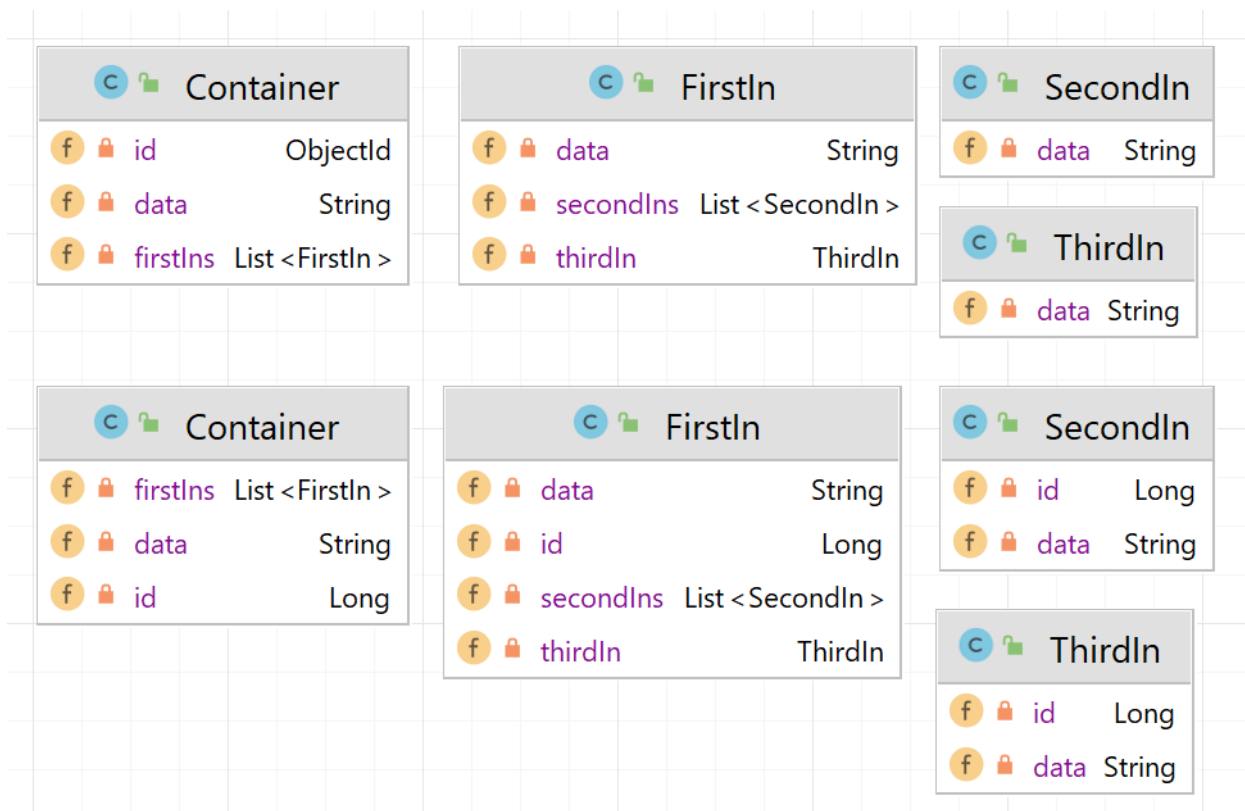 C Container
f id ObjectId
f data String
f firstIns List<FirstIn>
C FirstIn
f data String
f secondIns List<SecondIn>
f thirdIn ThirdIn
C SecondIn
f data String
C ThirdIn
f data String
C Container
f firstIns List<FirstIn>
f data String
f id Long
C FirstIn
f data String
f id Long
f secondIns List<SecondIn>
f thirdIn ThirdIn
C SecondIn
f id Long
f data String
C ThirdIn
f id Long
f data String